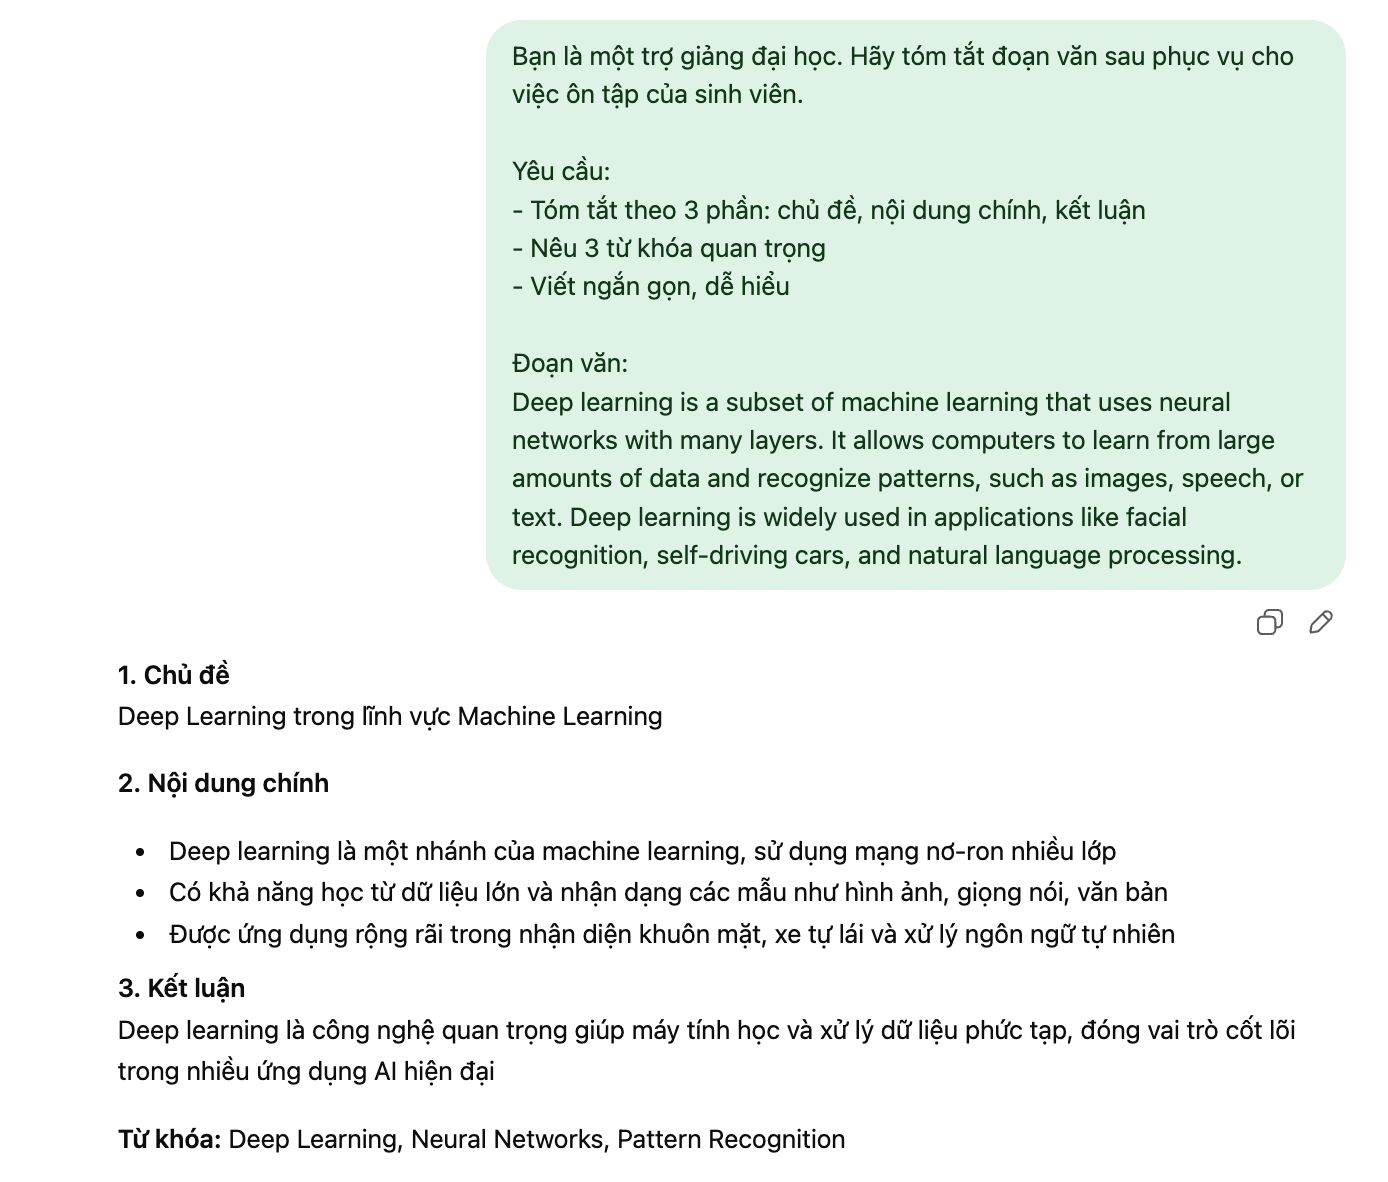 Bạn là một trợ giảng đại học. Hãy tóm tắt đoạn văn sau phục vụ cho
việc ôn tập của sinh viên.
Yêu cầu:
- Tóm tắt theo 3 phần: chủ đề, nội dung chính, kết luận
- Nêu 3 từ khóa quan trọng
- Viết ngắn gọn, dễ hiểu
Đoạn văn:
Deep learning is a subset of machine learning that uses neural
networks with many layers. It allows computers to learn from large
amounts of data and recognize patterns, such as images, speech, or
text. Deep learning is widely used in applications like facial
recognition, self-driving cars, and natural language processing.
1. Chủ đề
Deep Learning trong lĩnh vực Machine Learning
2. Nội dung chính
• Deep learning là một nhánh của machine learning, sử dụng mạng nơ-ron nhiều lớp
• Có khả năng học từ dữ liệu lớn và nhận dạng các mẫu như hình ảnh, giọng nói, văn bản
• Được ứng dụng rộng rãi trong nhận diện khuôn mặt, xe tự lái và xử lý ngôn ngữ tự nhiên
3. Kết luận
Deep learning là công nghệ quan trọng giúp máy tính học và xử lý dữ liệu phức tạp, đóng vai trò cốt lõi
trong nhiều ứng dụng AI hiện đại
Từ khóa: Deep Learning, Neural Networks, Pattern Recognition